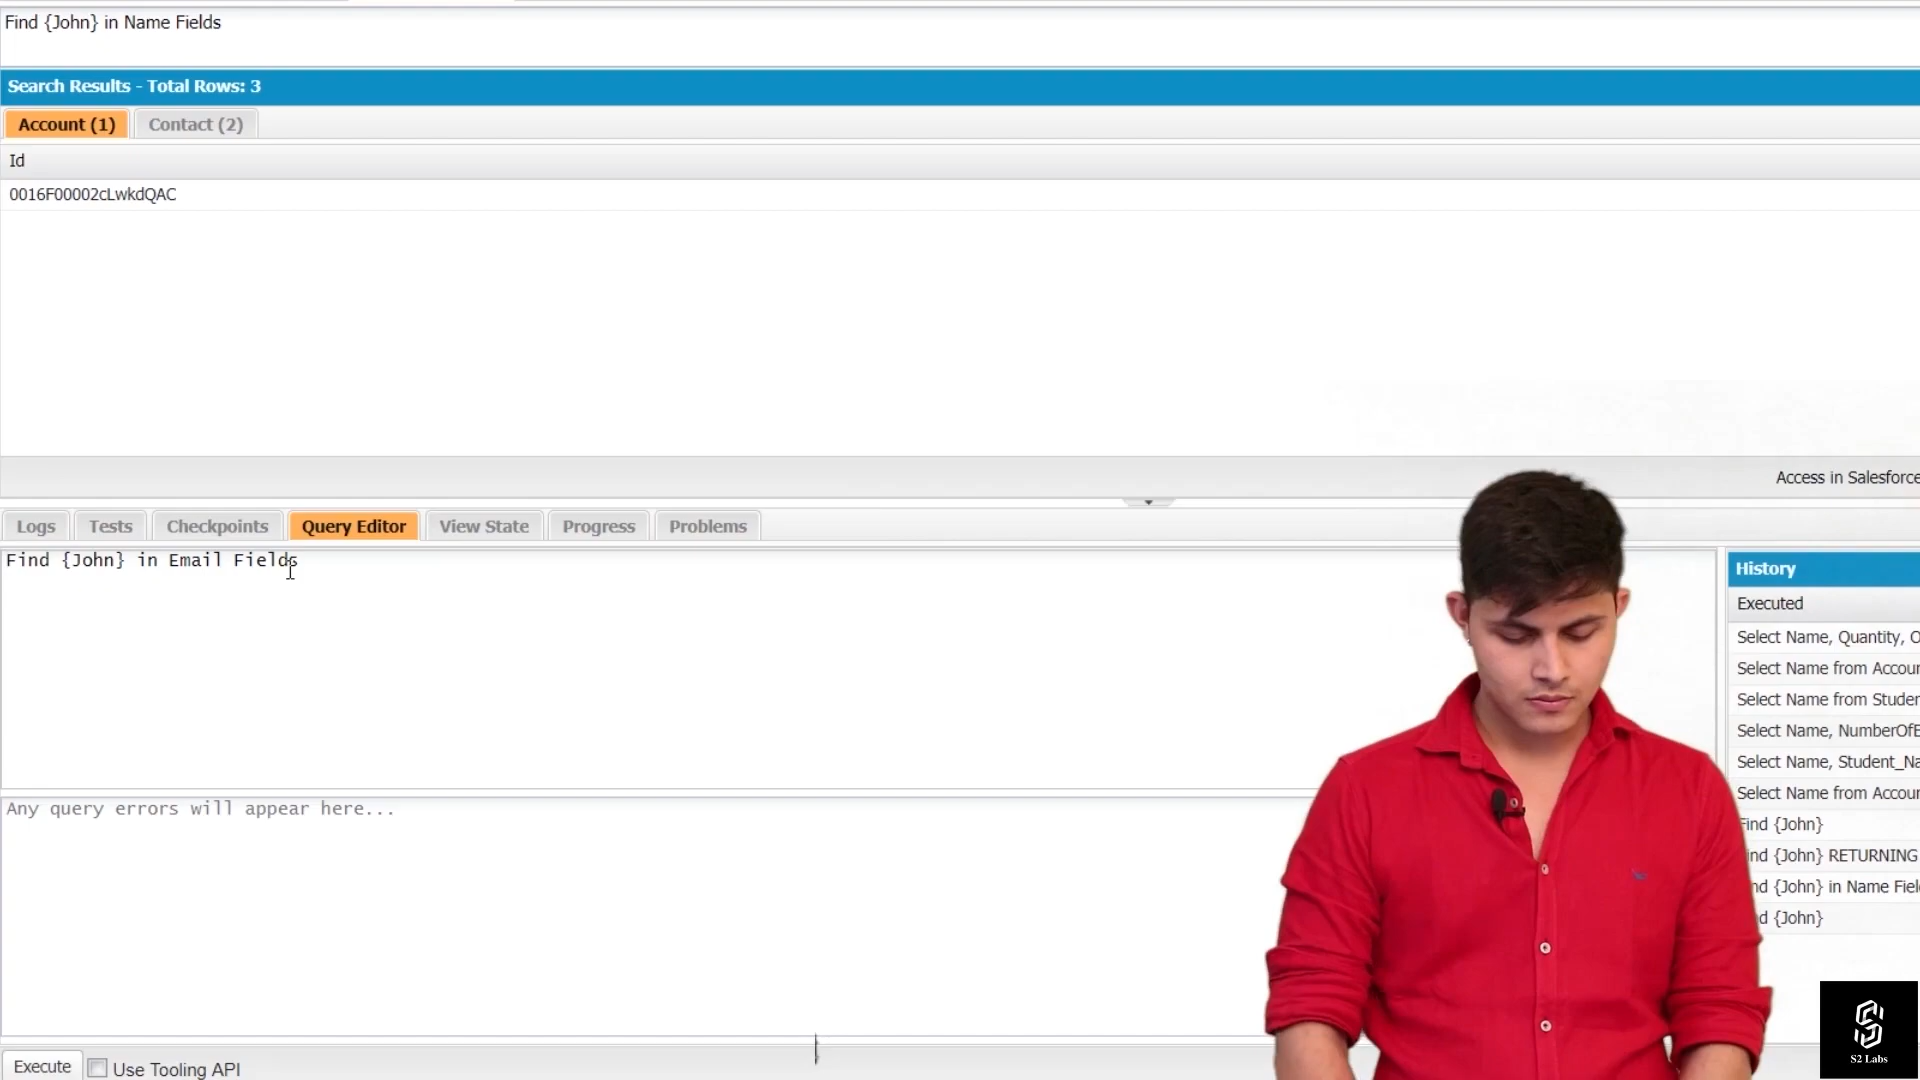 Find {John} in Name Fields
Search Results - Total Rows: 3
Account (1)
Contact (2)
Id
0016F00002cLwkdQAC
Access in Salesforce
Logs
Tests
Checkpoints
Query Editor
View State
Progress
Problems
Find {John} in Email Fields
Any query errors will appear here...
History
Executed
Select Name, Quantity, O
Select Name from Accour
Select Name from Studer
Select Name, NumberOfE
Select Name, Student_Na
Select Name from Accour
Find {John}
ind {John} RETURNING
nd {John} in Name Fiel
d {John}
Execute
Use Tooling API
S2 Labs